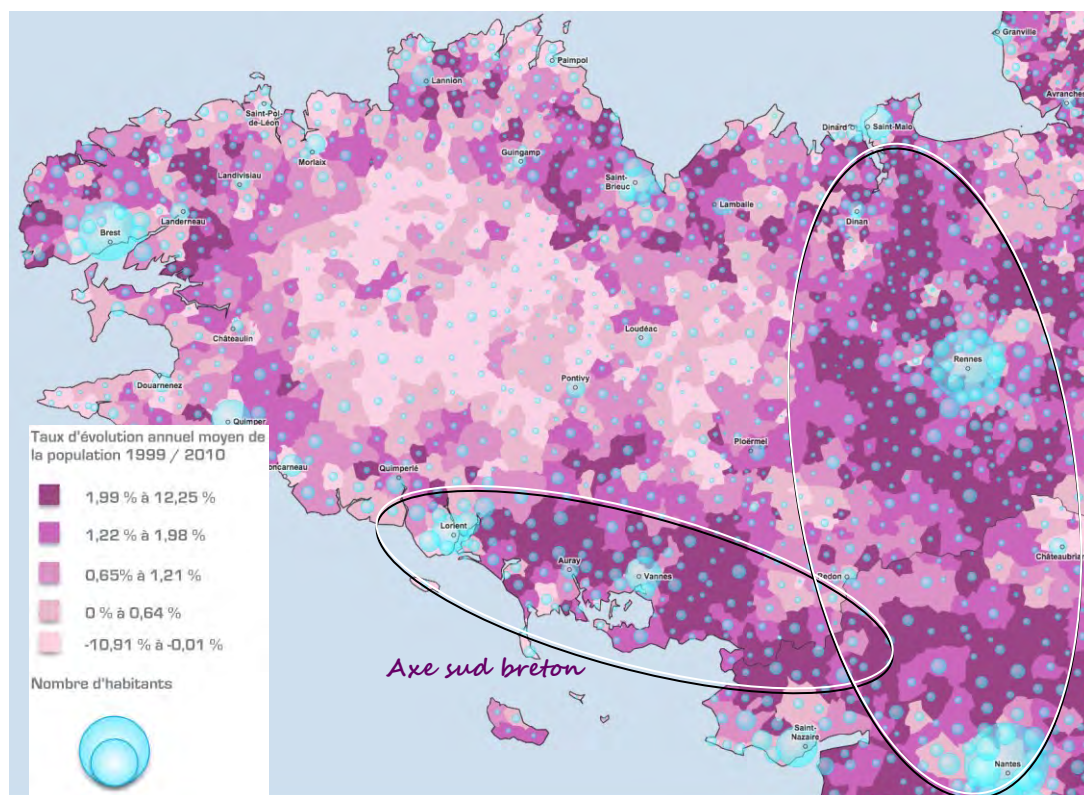 Granville
Paimpol
Lannion
Avranches
Saint-Pol-
de-Léon
Dinard
Saint-Malo
Morlaix
Guingamp
Landivisiau
Saint-
Brieuc
Lamballe
Landerneau
Dinan
Brest
Châteaulin
Loudéac
Rennes
Douarnenez
Pontivy
Quimper
Ploërmel
Taux d'évolution annuel moyen de
la population 1999 / 2010
1,99 % à 12,25 %
1,22 % à 1,98 %
0,65% à 1,21 %
0 % à 0,64 %
-10,91 % à -0,01 %
Nombre d'habitants
oncarneau
Quimperlé
Lorient
Auray
Vannes
Redon
Châteaubrian
Axe sud breton
Saint-
Nazaire
Nantes